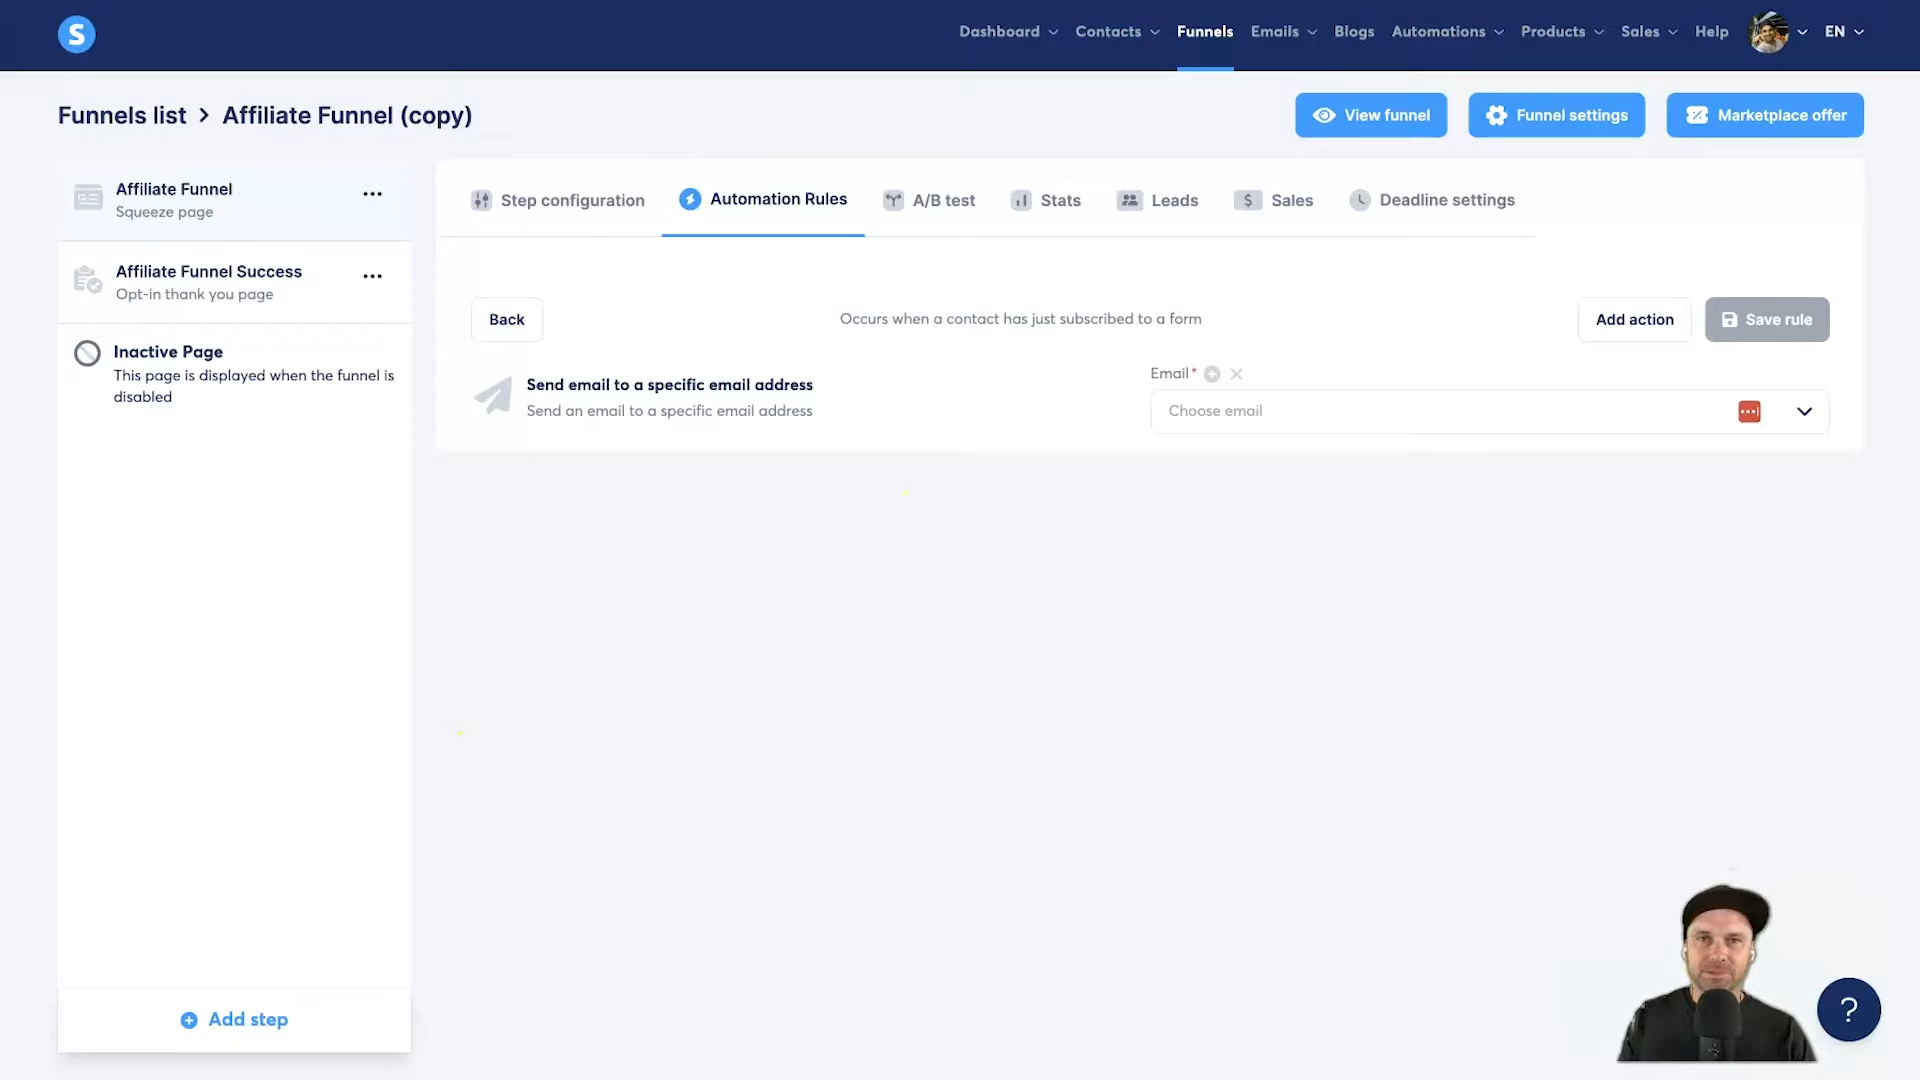 S
Dashboard Contacts Funnels Emails Blogs Automations Products Sales Help EN
Funnels list > Affiliate Funnel (copy)
View funnel
Funnel settings
Marketplace offer
Affiliate Funnel
Squeeze page
Affiliate Funnel Success
Opt-in thank you page
Inactive Page
This page is displayed when the funnel is
disabled
Add step
Step configuration
Automation Rules
A/B test
Stats
Leads
Sales
Deadline settings
Back
Occurs when a contact has just subscribed to a form
Add action
Save rule
Send email to a specific email address
Send an email to a specific email address
Email*
Choose email
?